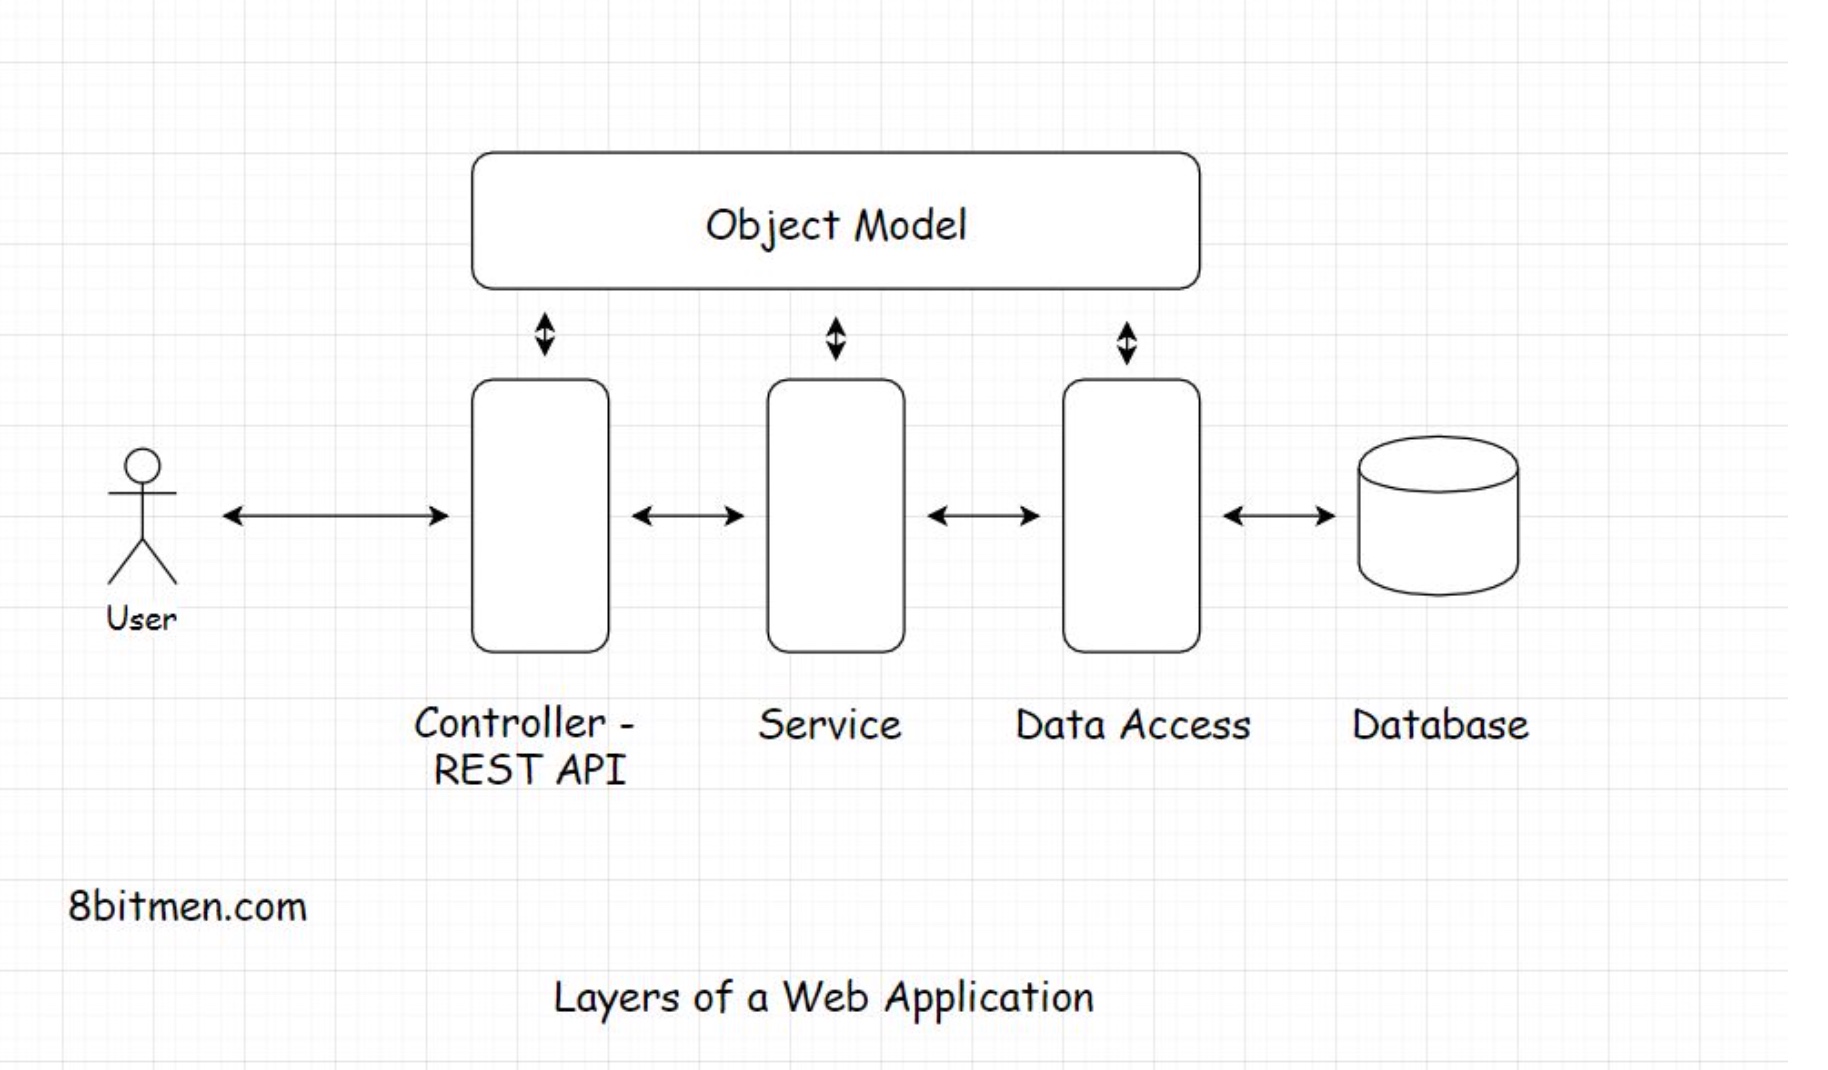 Object Model
User
Controller -
REST API
Service
Data Access
Database
8bitmen.com
Layers of a Web Application